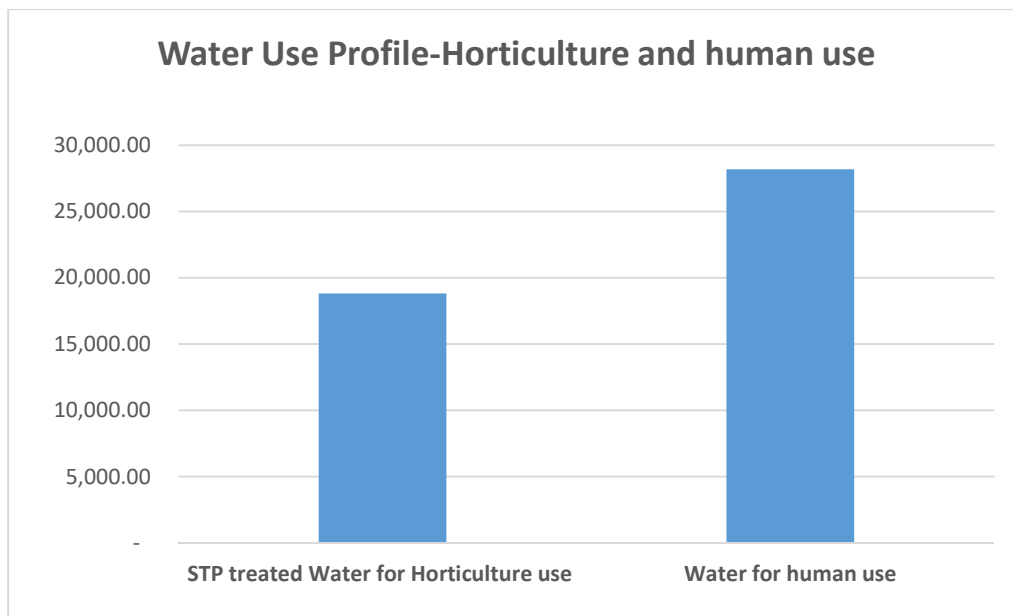 Water Use Profile-Horticulture and human use
30,000.00
25,000.00
20,000.00
15,000.00
10,000.00
5,000.00
-
STP treated Water for Horticulture use
Water for human use